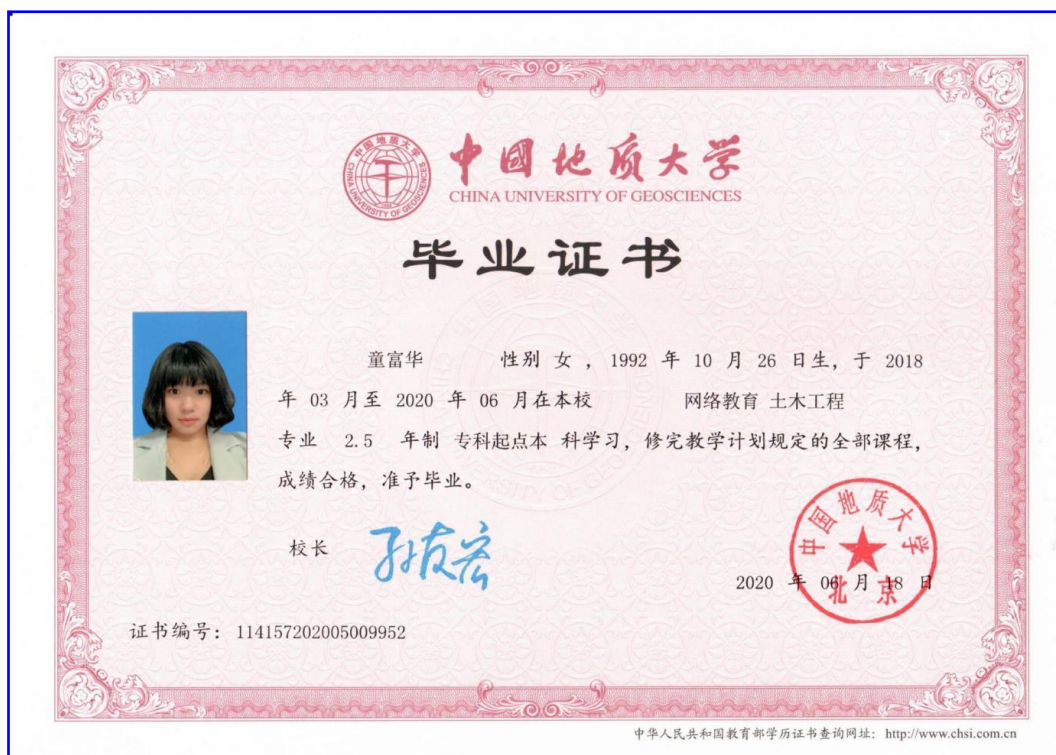 中国地质大学
CHINA UNIVERSITY OF GEOSCIENCES
毕业证书
童富华 性别 女 ，1992 年 10 月 26 日生，于 2018
年 03 月至 2020 年 06 月在本校 网络教育 土木工程
专业 2.5 年制 专科起点本 科学习，修完教学计划规定的全部课程，
成绩合格，准予毕业。
校长 孙友宏
中国地质大学
北京
2020 年 06 月 18 日
证书编号：114157202005009952
中华人民共和国教育部学历证书查询网址：http://www.chsi.com.cn